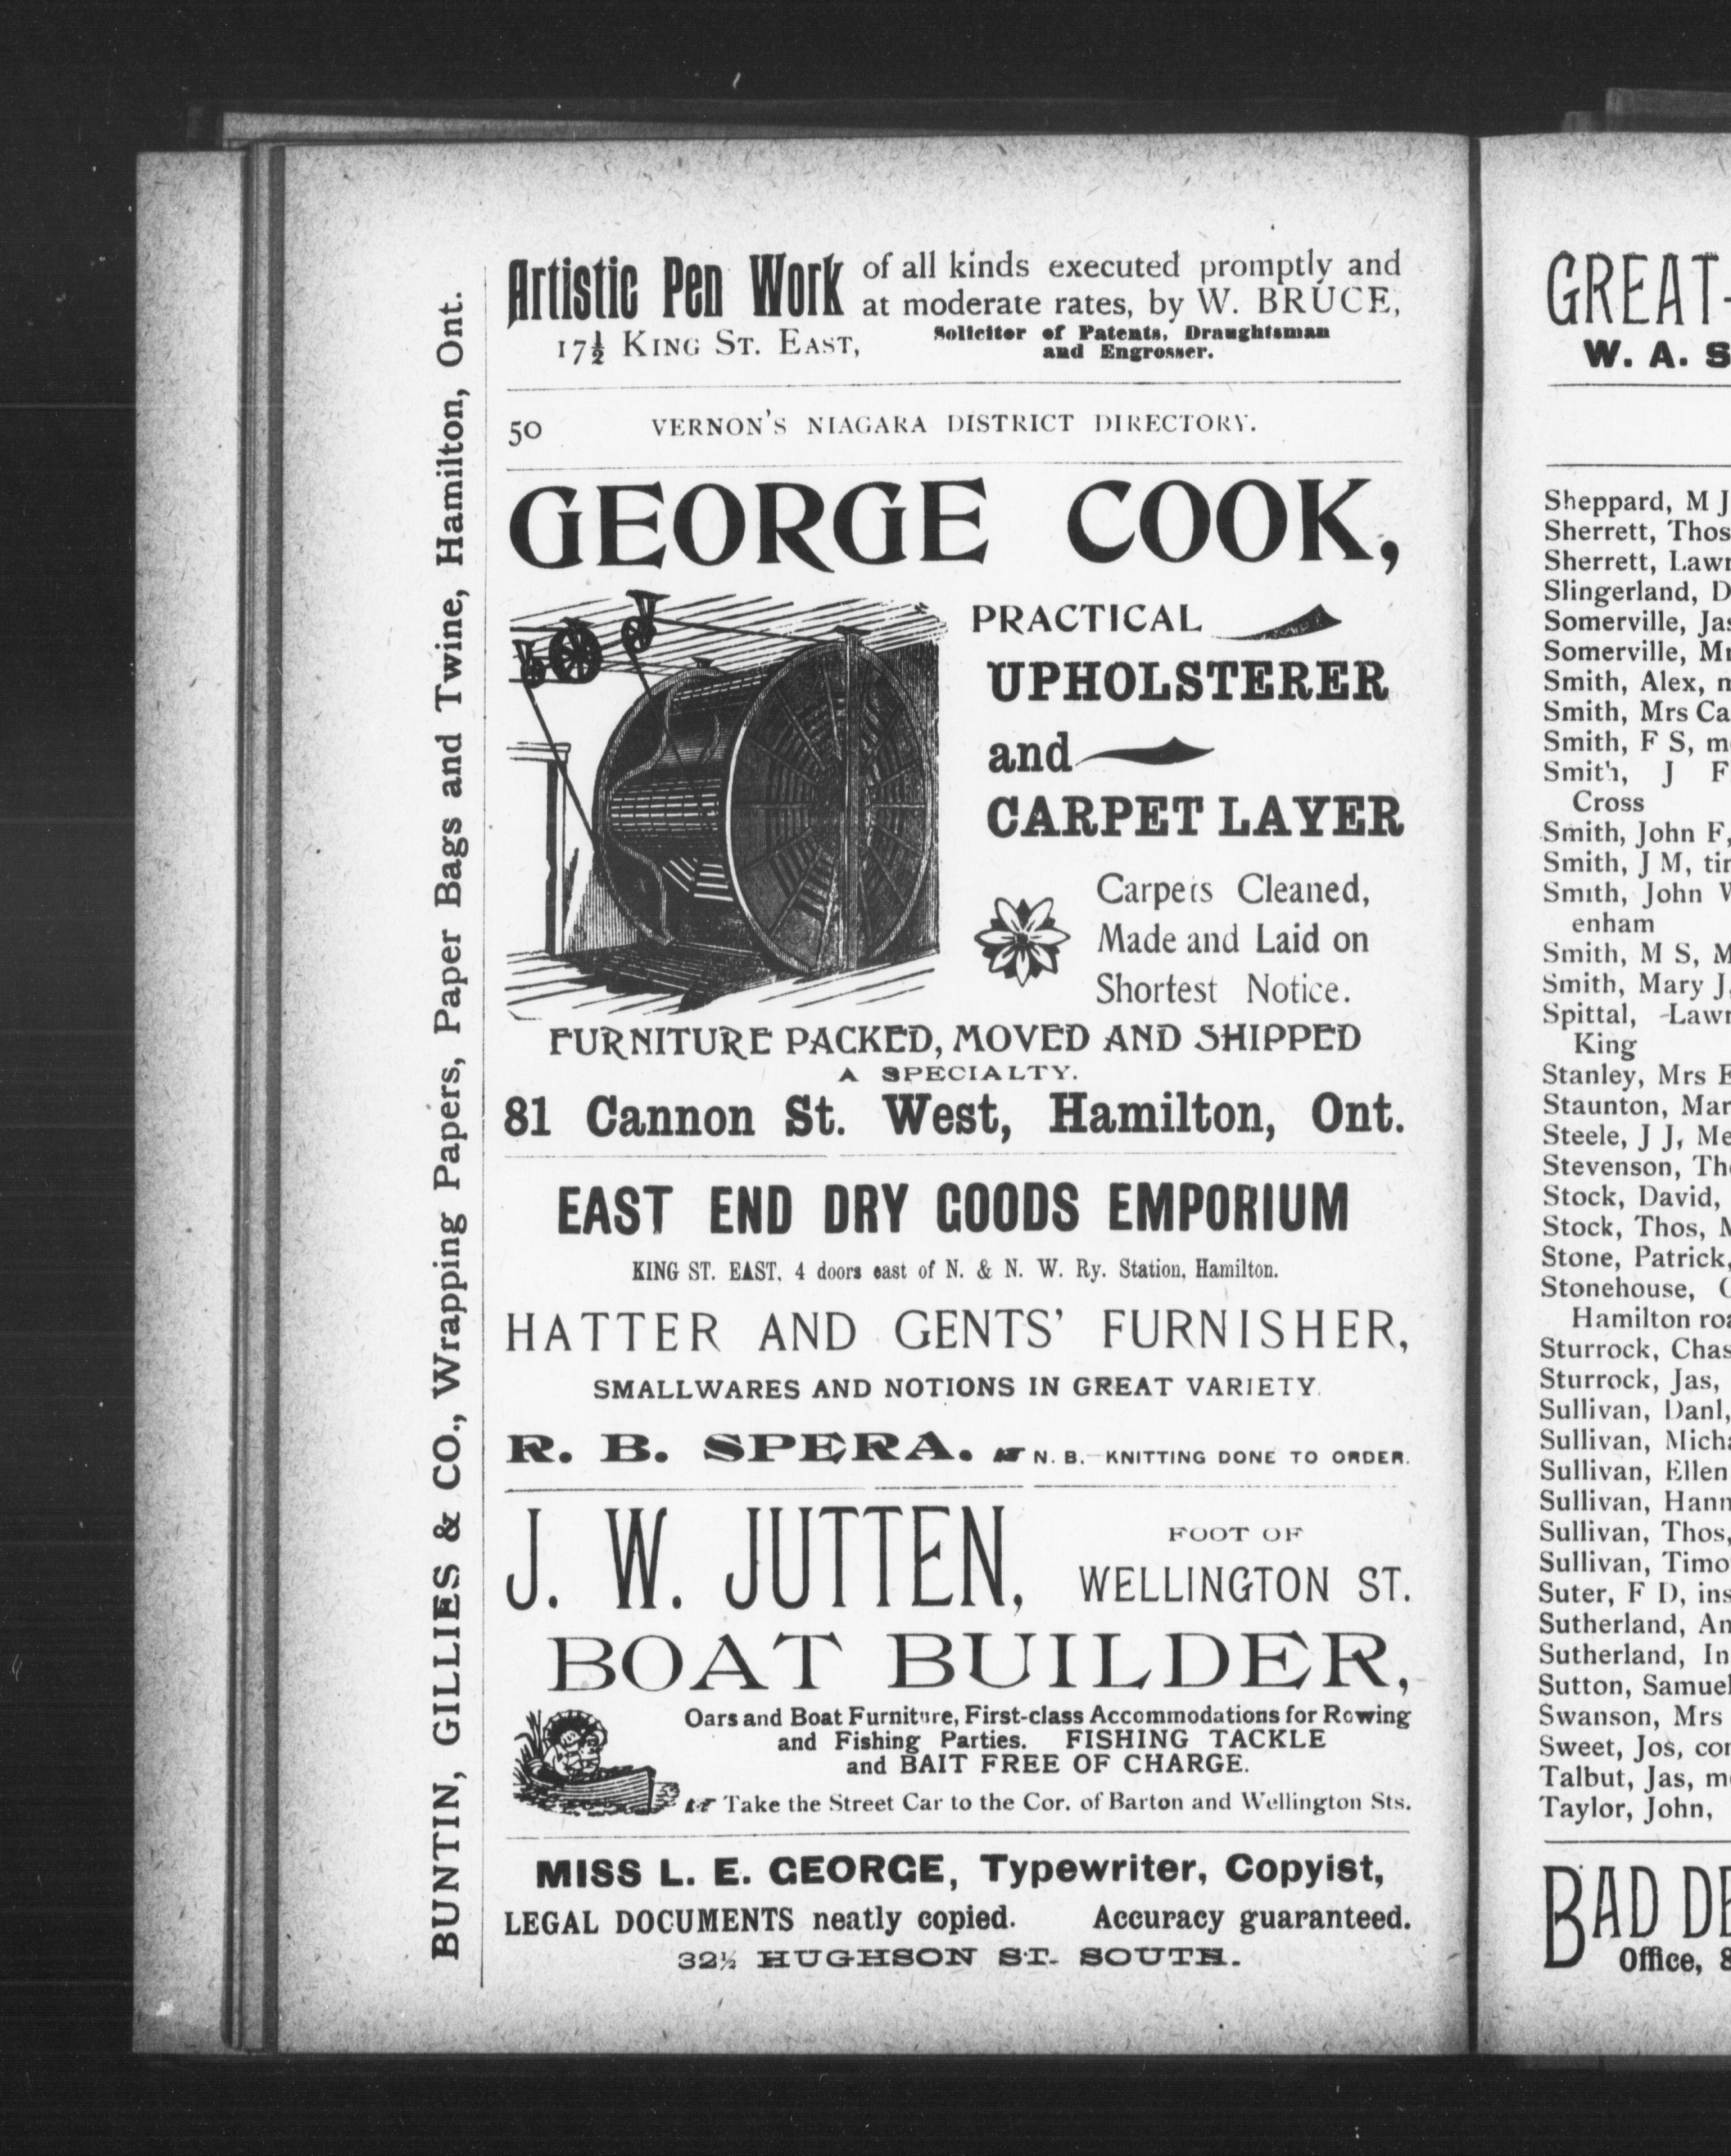 Artistic Pen Work of all kinds executed promptly and
at moderate rates, by W. BRUCE,
17½ KING ST. EAST, Solicitor of Patents, Draughtsman
and Engrosser.
50 VERNON'S NIAGARA DISTRICT DIRECTORY.
GEORGE COOK,
PRACTICAL
UPHOLSTERER
and
CARPET LAYER
Carpets Cleaned,
Made and Laid on
Shortest Notice.
FURNITURE PACKED, MOVED AND SHIPPED
A SPECIALTY.
81 Cannon St. West, Hamilton, Ont.
EAST END DRY GOODS EMPORIUM
KING ST. EAST, 4 doors east of N. & N. W. Ry. Station, Hamilton.
HATTER AND GENTS' FURNISHER,
SMALLWARES AND NOTIONS IN GREAT VARIETY.
R. B. SPERA. ☞ N. B.—KNITTING DONE TO ORDER.
J. W. JUTTEN, FOOT OF
WELLINGTON ST.
BOAT BUILDER,
Oars and Boat Furniture, First-class Accommodations for Rowing
and Fishing Parties. FISHING TACKLE
and BAIT FREE OF CHARGE.
☞ Take the Street Car to the Cor. of Barton and Wellington Sts.
MISS L. E. GEORGE, Typewriter, Copyist,
LEGAL DOCUMENTS neatly copied. Accuracy guaranteed.
32½ HUGHSON ST. SOUTH.
BUNTIN, GILLIES & CO., Wrapping Papers, Paper Bags and Twine, Hamilton, Ont.
GREAT-
W. A. S
Sheppard, M J
Sherrett, Thos
Sherrett, Lawr
Slingerland, D
Somerville, Jas
Somerville, Mr
Smith, Alex, m
Smith, Mrs Ca
Smith, F S, m
Smith, J F
Cross
Smith, John F,
Smith, J M, tin
Smith, John W
enham
Smith, M S, M
Smith, Mary J,
Spittal, Lawr
King
Stanley, Mrs E
Staunton, Mar
Steele, J J, Me
Stevenson, Tho
Stock, David,
Stock, Thos, M
Stone, Patrick,
Stonehouse, C
Hamilton roa
Sturrock, Chas
Sturrock, Jas,
Sullivan, Danl,
Sullivan, Micha
Sullivan, Ellen
Sullivan, Hann
Sullivan, Thos,
Sullivan, Timo
Suter, F D, ins
Sutherland, An
Sutherland, In
Sutton, Samuel
Swanson, Mrs
Sweet, Jos, con
Talbut, Jas, mo
Taylor, John,
BAD DE
Office, 8